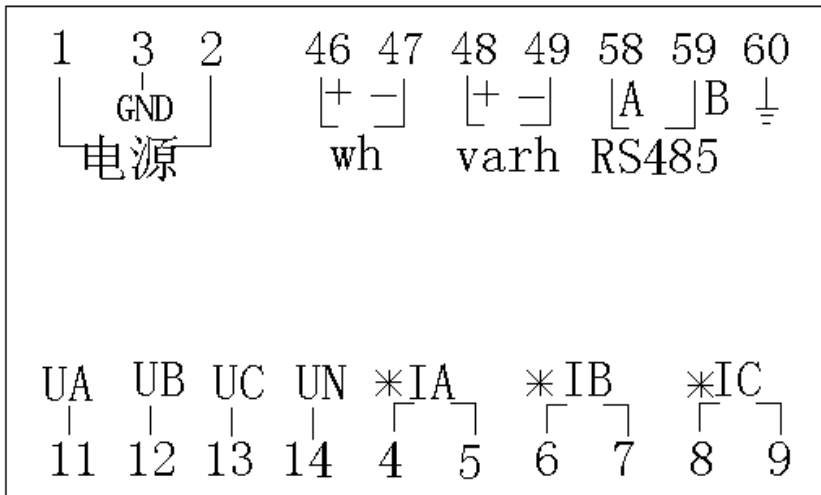 1 3 2 46 47 48 49 58 59 60
GND + − + − A B
电源 wh varh RS485
UA UB UC UN *IA *IB *IC
11 12 13 14 4 5 6 7 8 9